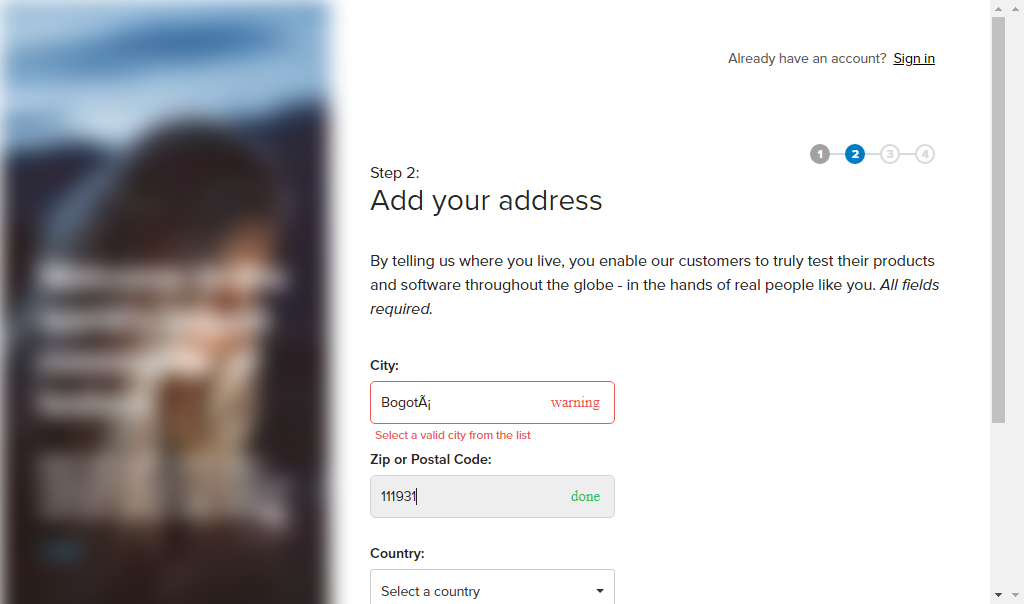 Already have an account? Sign in
1 2 3 4
Step 2:
Add your address
By telling us where you live, you enable our customers to truly test their products
and software throughout the globe - in the hands of real people like you. All fields
required.
City:
BogotÃ¡ warning
Select a valid city from the list
Zip or Postal Code:
111931 done
Country:
Select a country